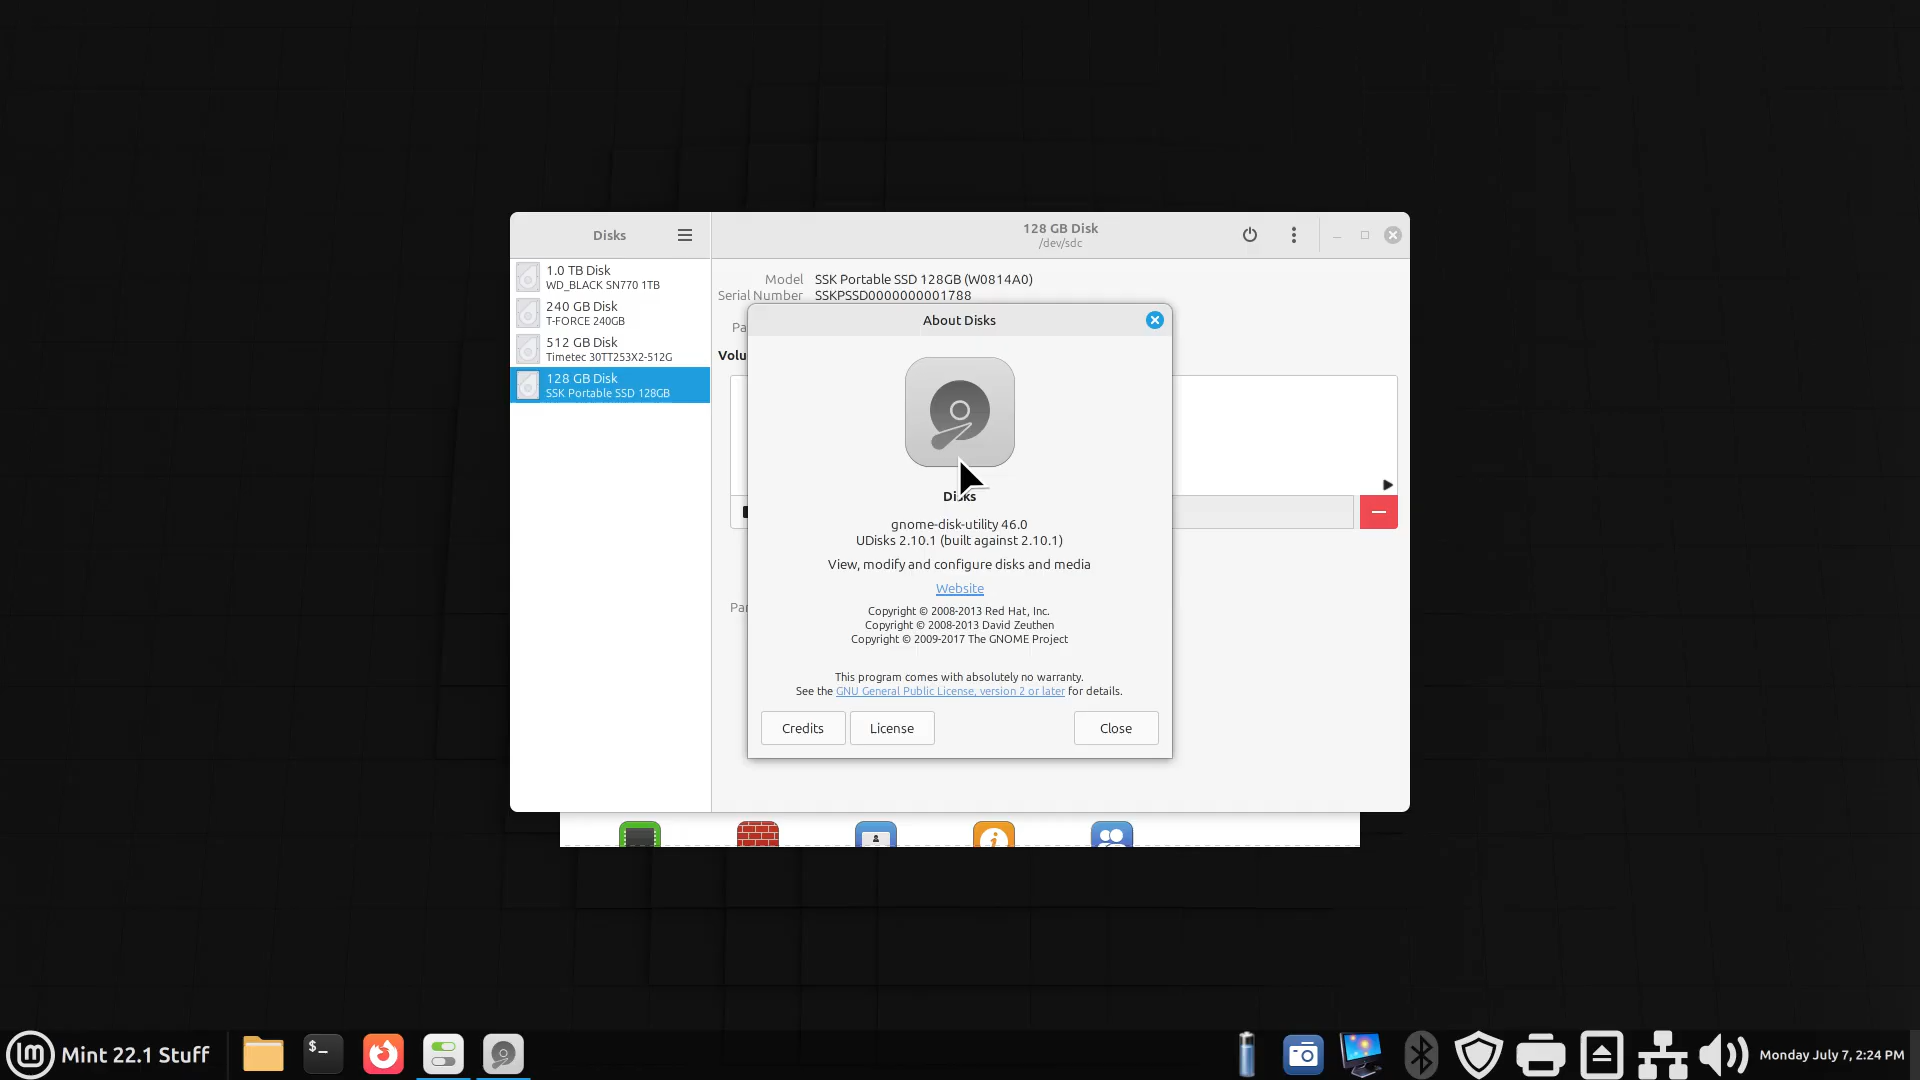 Disks
128 GB Disk
/dev/sdc
1.0 TB Disk
WD_BLACK SN770 1TB
240 GB Disk
T-FORCE 240GB
512 GB Disk
Timetec 30TT253X2-512G
128 GB Disk
SSK Portable SSD 128GB
Model SSK Portable SSD 128GB (W0814A0)
Serial Number SSKPSSD0000000001788
Pa
Volu
Par
About Disks
Disks
gnome-disk-utility 46.0
UDisks 2.10.1 (built against 2.10.1)
View, modify and configure disks and media
Website
Copyright © 2008-2013 Red Hat, Inc.
Copyright © 2008-2013 David Zeuthen
Copyright © 2009-2017 The GNOME Project
This program comes with absolutely no warranty.
See the GNU General Public License, version 2 or later for details.
Credits License Close
Mint 22.1 Stuff
Monday July 7, 2:24 PM